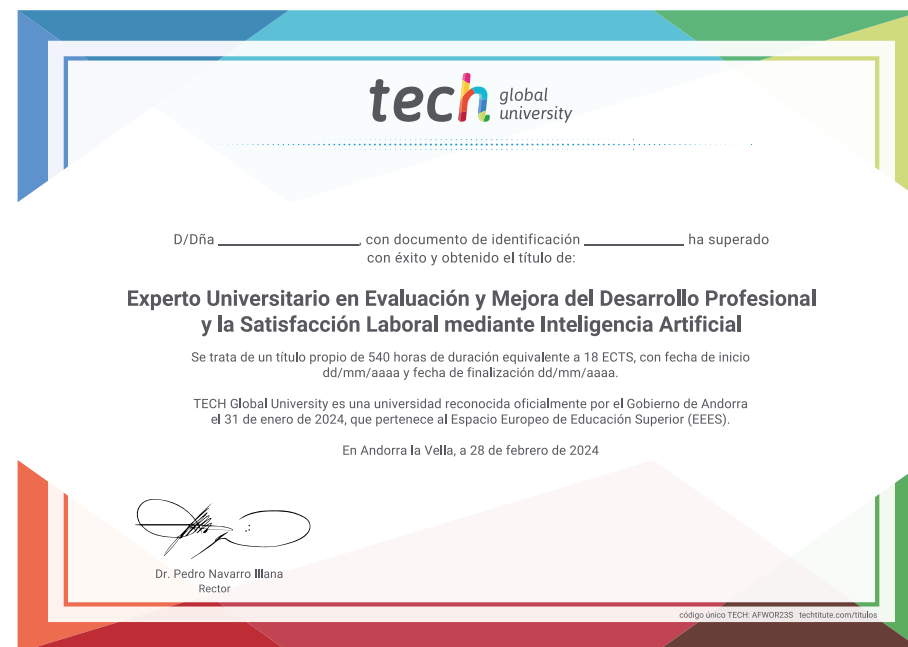 tech global university
D/Dña ____________________, con documento de identificación ______________ ha superado
con éxito y obtenido el título de:
Experto Universitario en Evaluación y Mejora del Desarrollo Profesional
y la Satisfacción Laboral mediante Inteligencia Artificial
Se trata de un título propio de 540 horas de duración equivalente a 18 ECTS, con fecha de inicio
dd/mm/aaaa y fecha de finalización dd/mm/aaaa.
TECH Global University es una universidad reconocida oficialmente por el Gobierno de Andorra
el 31 de enero de 2024, que pertenece al Espacio Europeo de Educación Superior (EEES).
En Andorra la Vella, a 28 de febrero de 2024
Dr. Pedro Navarro Illana
Rector
código único TECH: AFWOR23S techtitute.com/titulos